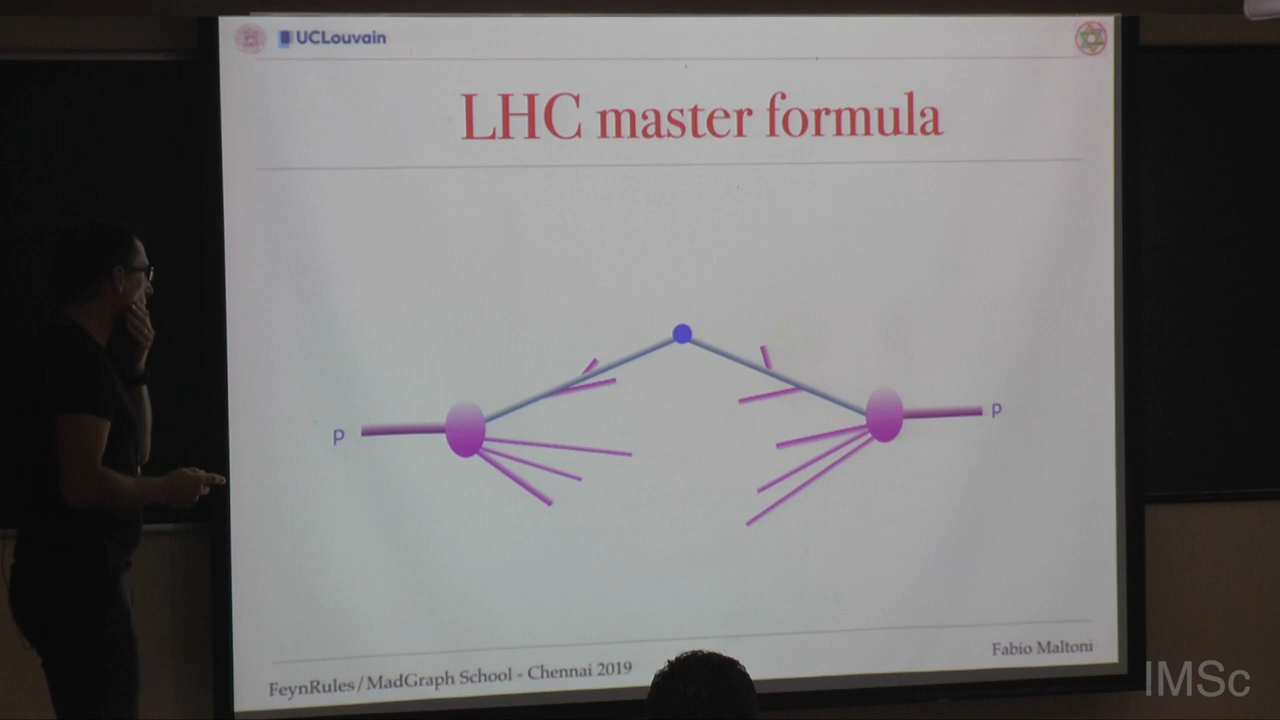 UCLouvain
LHC master formula
p
p
Fabio Maltoni
FeynRules/MadGraph School - Chennai 2019
IMSc